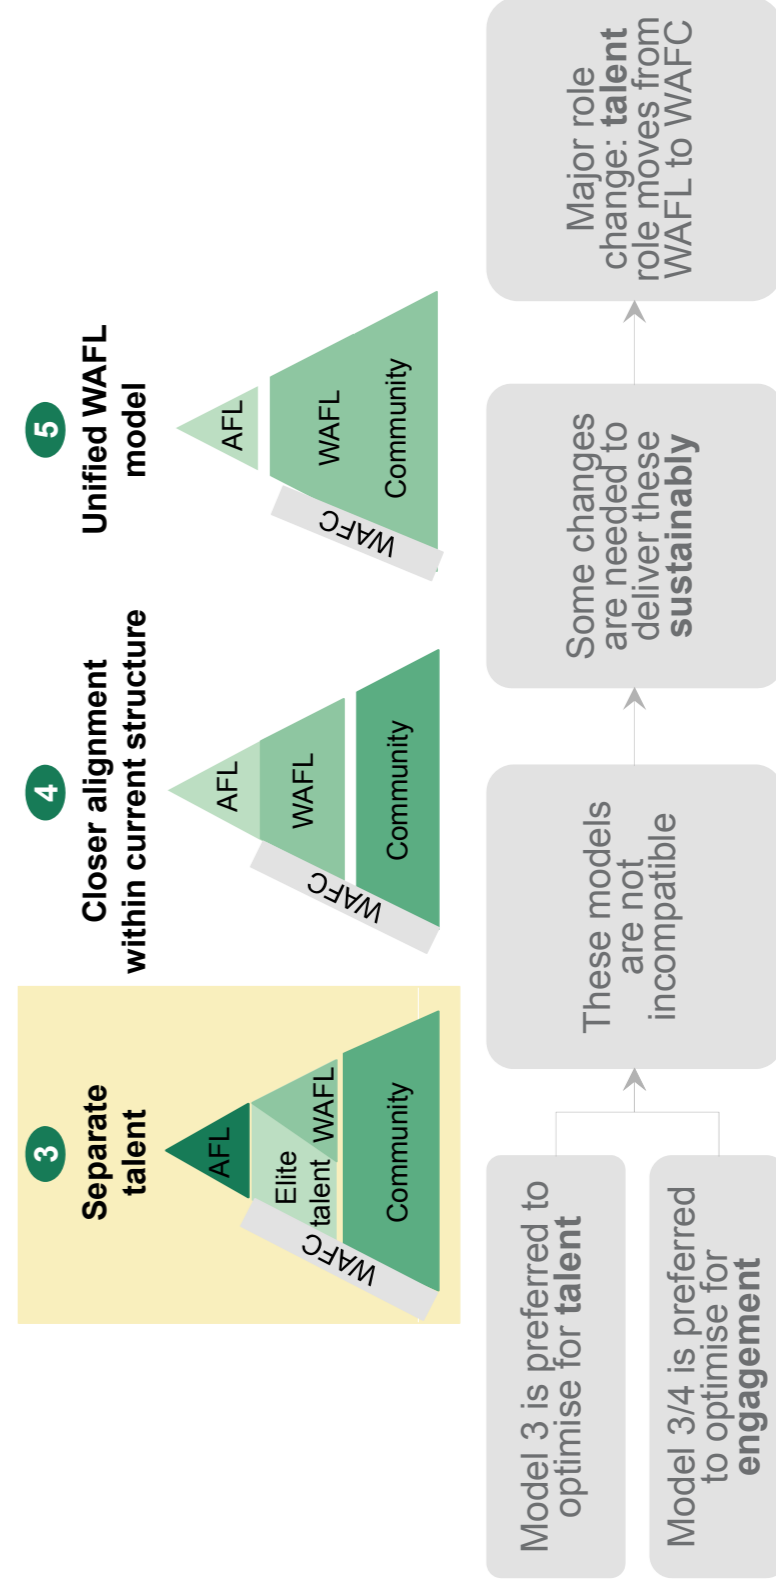 3
Separate
talent
AFL
Elite
talent
WAFL
Community
WAFC
4
Closer alignment
within current structure
AFL
WAFL
Community
WAFC
5
Unified WAFL
model
AFL
WAFL
Community
WAFC
Model 3 is preferred to
optimise for talent
Model 3/4 is preferred
to optimise for
engagement
These models
are not
incompatible
Some changes
are needed to
deliver these
sustainably
Major role
change: talent
role moves from
WAFL to WAFC